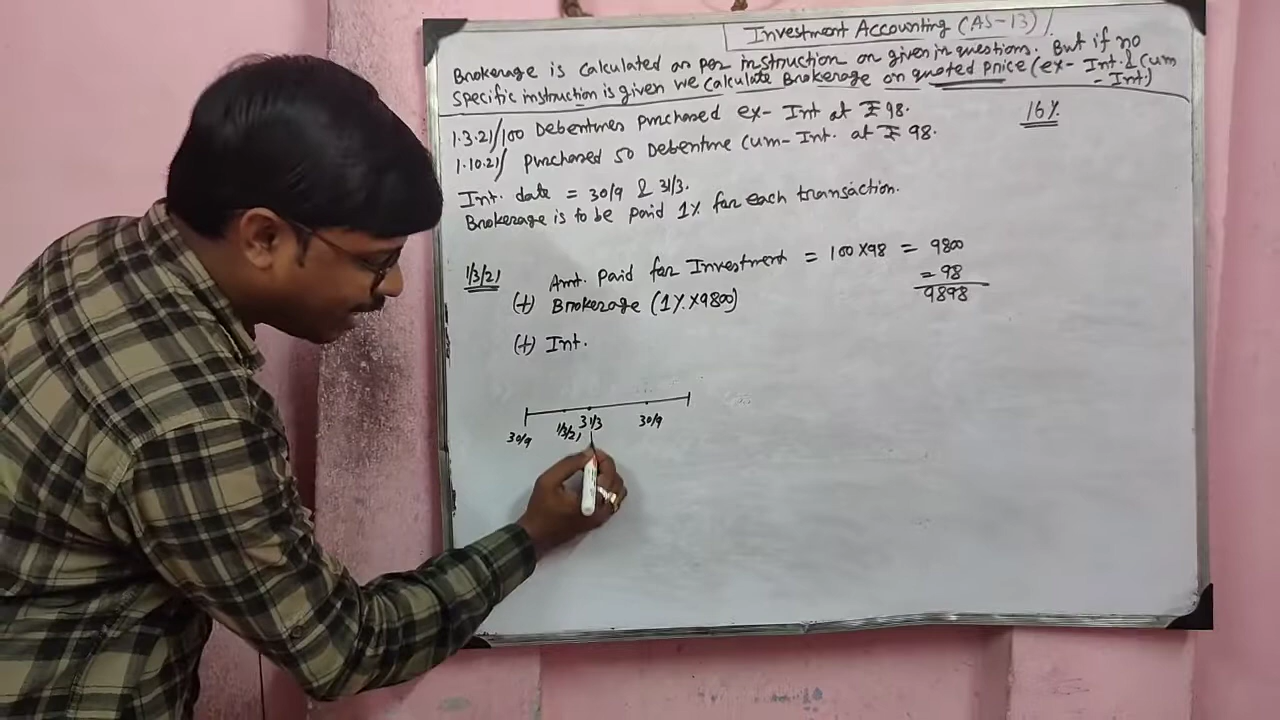 Investment Accounting (AS-13)
Brokerage is calculated as per instruction on given in questions. But if no
specific instruction is given we calculate Brokerage on quoted price (ex- Int. & cum
- Int)
1.3.21/ 100 Debentures purchased ex- Int at ₹ 98.
16%
1.10.21/ purchased 50 Debenture Cum- Int. at ₹ 98.
Int. date = 30/9 & 31/3.
Brokerage is to be paid 1% for each transaction.
1/3/21 Amt. paid for Investment = 100×98 = 9800
(+) Brokerage (1%×9800) = 98
9898
(+) Int.
30/9 1/3/21 31/3 30/9